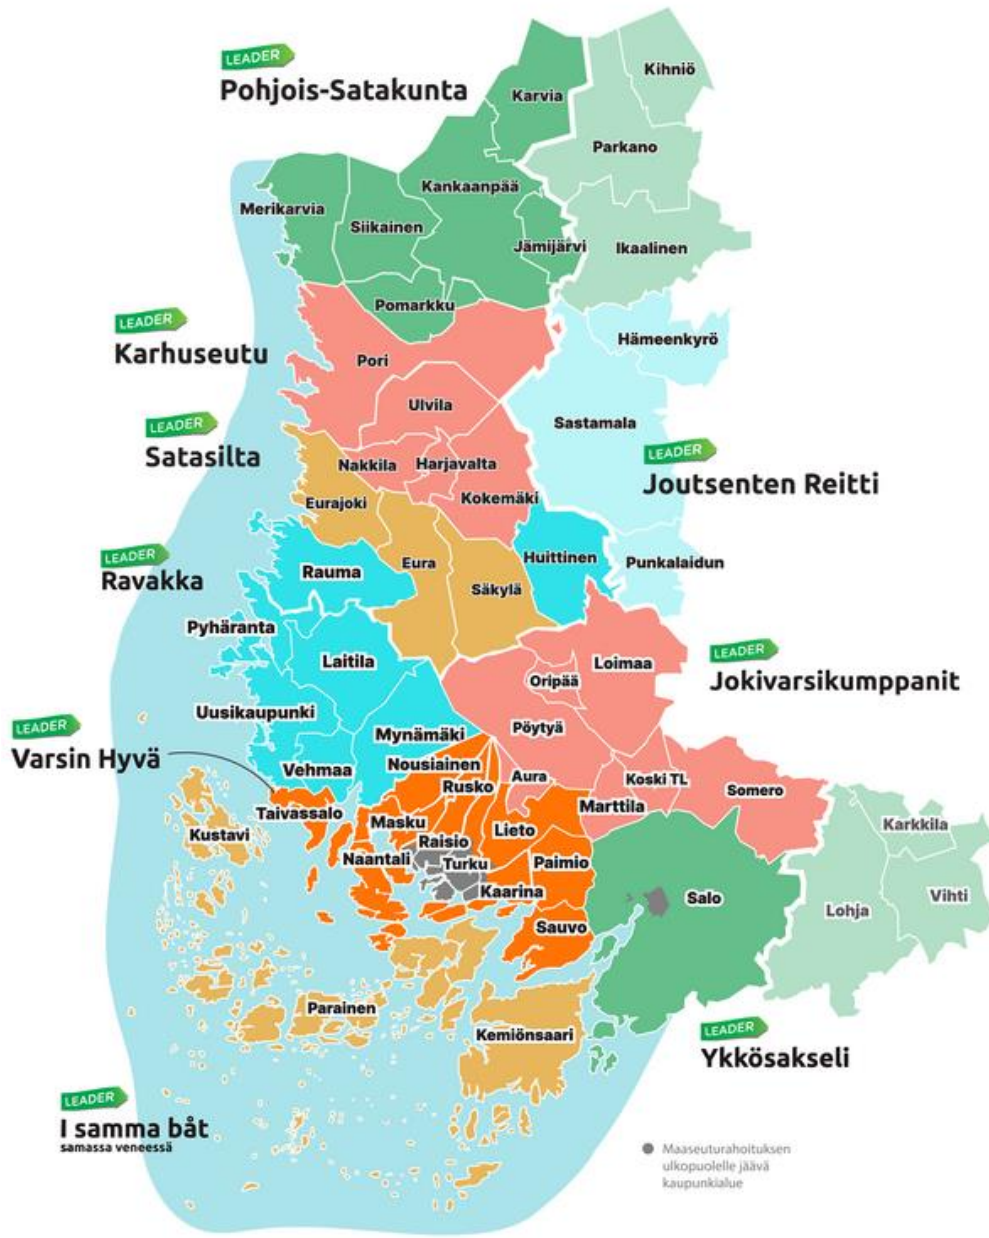 LEADER
Pohjois-Satakunta
Kihniö
Karvia
Parkano
Kankaanpää
Merikarvia
Siikainen
Jämijärvi
Ikaalinen
Pomarkku
LEADER
Karhuseutu
Hämeenkyrö
Pori
Ulvila
LEADER
Satasilta
Sastamala
Nakkila
Harjavalta
LEADER
Joutsenten Reitti
Kokemäki
Eurajoki
LEADER
Ravakka
Huittinen
Eura
Punkalaidun
Rauma
Säkylä
Pyhäranta
Laitila
Loimaa
LEADER
Jokivarsikumppanit
Oripää
Uusikaupunki
Pöytyä
Mynämäki
LEADER
Varsin Hyvä
Vehmaa
Nousiainen
Rusko
Aura
Koski TL
Somero
Marttila
Taivassalo
Kustavi
Masku
Raisio
Lieto
Karkkila
Naantali
Turku
Paimio
Kaarina
Salo
Vihti
Lohja
Sauvo
Parainen
Kemiönsaari
LEADER
Ykkösakseli
LEADER
I samma båt
samassa veneessä
Maaseuturahoituksen
ulkopuolelle jäävä
kaupunkialue